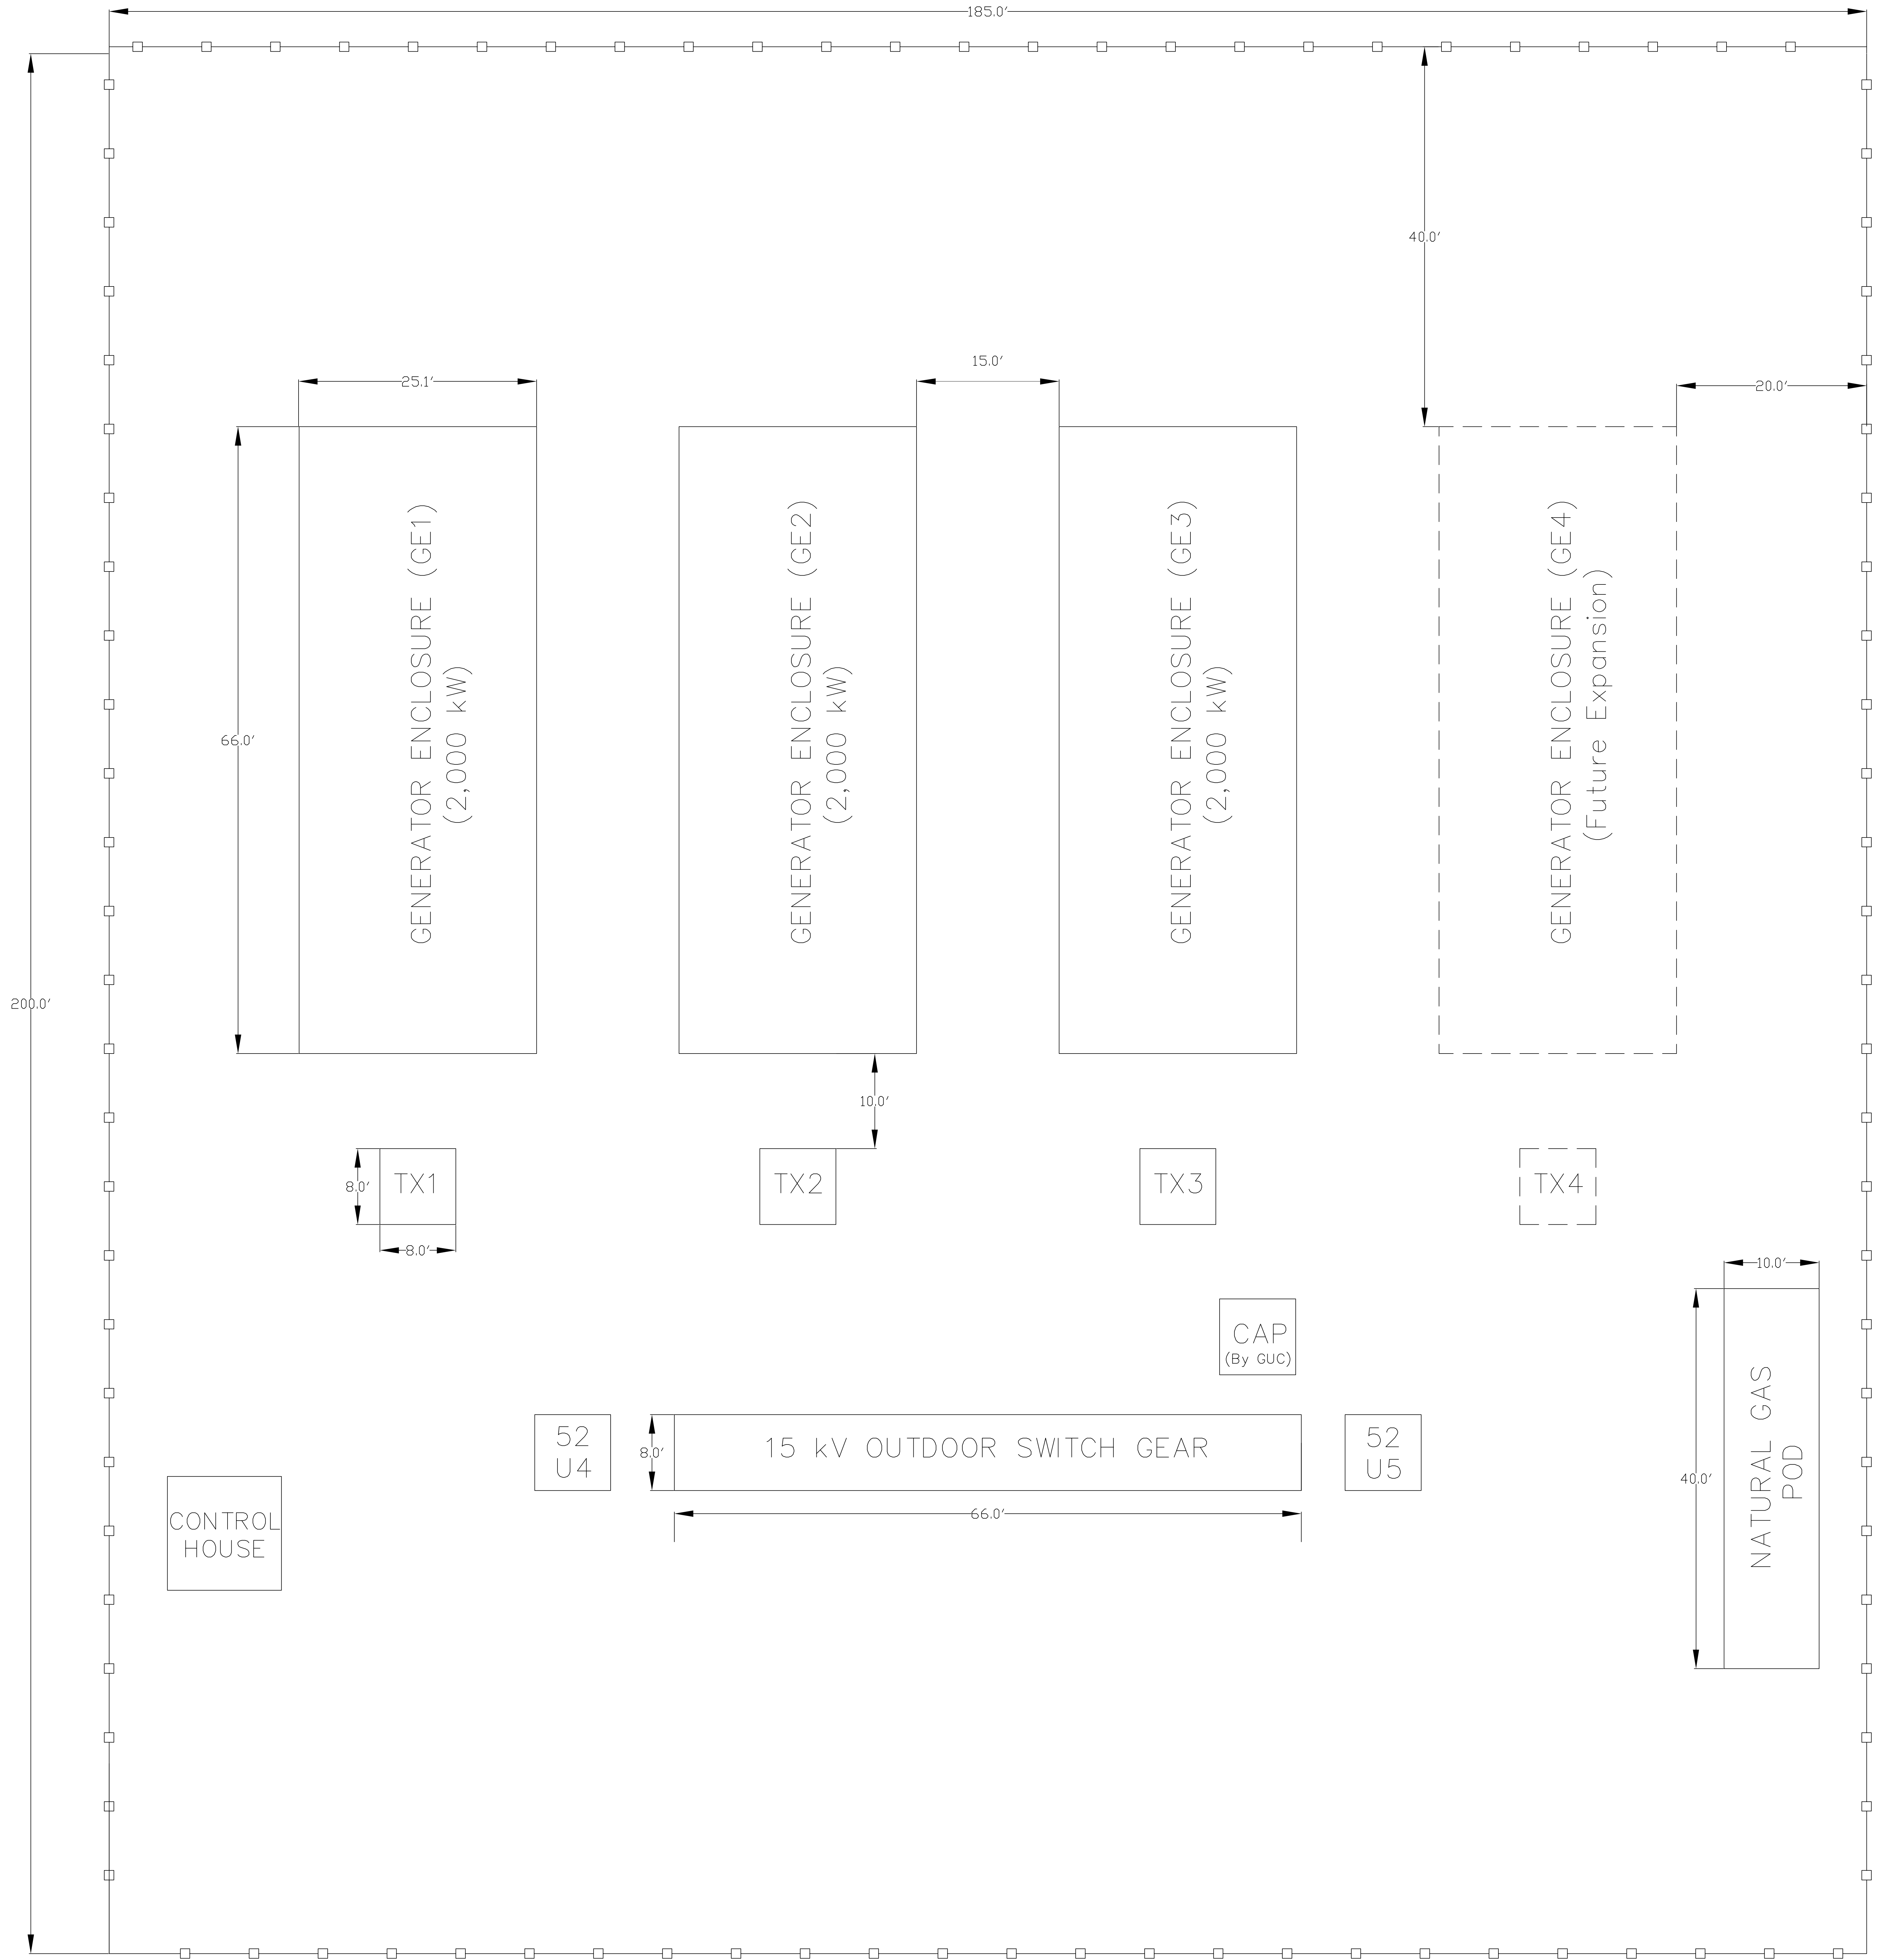 185.0'
40.0'
15.0'
25.1'
20.0'
GENERATOR ENCLOSURE (GE1)
(2,000 kW)
GENERATOR ENCLOSURE (GE2)
(2,000 kW)
GENERATOR ENCLOSURE (GE3)
(2,000 kW)
GENERATOR ENCLOSURE (GE4)
(Future Expansion)
66.0'
200.0'
10.0'
8.0'
TX1
TX2
TX3
TX4
8.0'
10.0'
CAP
(By GUC)
52
U4
8.0'
15 kV OUTDOOR SWITCH GEAR
52
U5
40.0'
NATURAL GAS
POD
66.0'
CONTROL
HOUSE